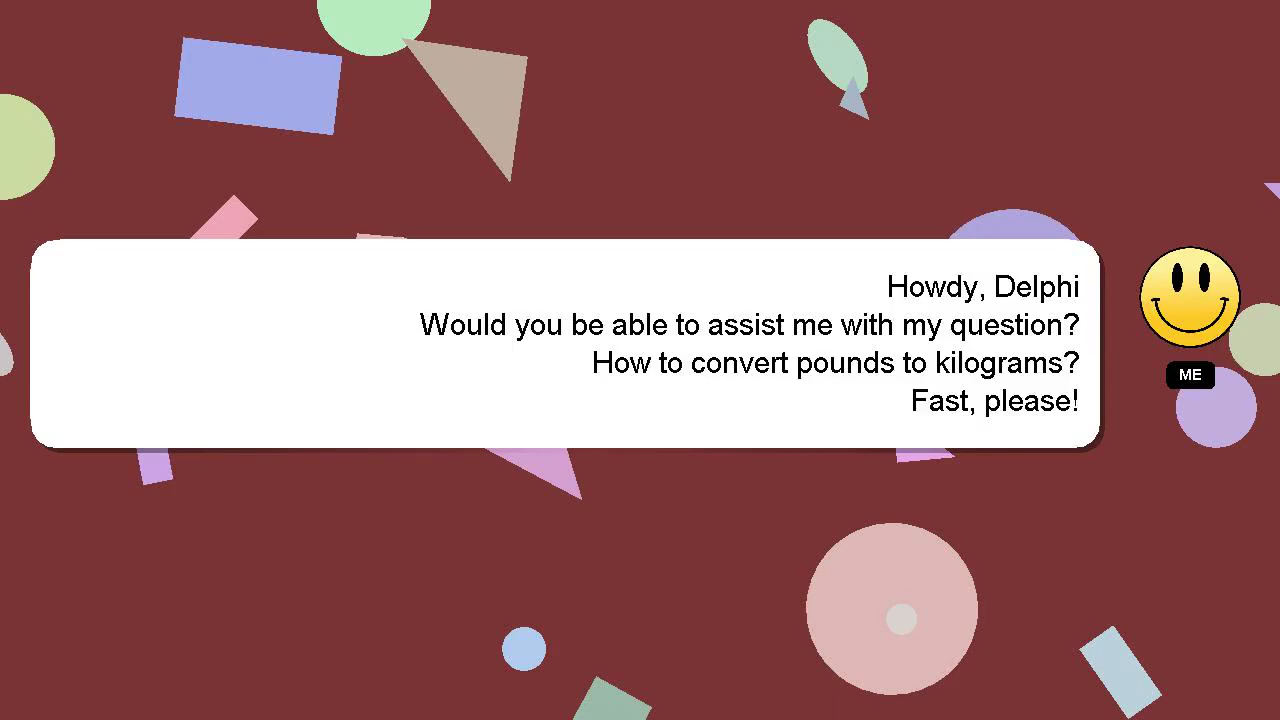 Howdy, Delphi
Would you be able to assist me with my question?
How to convert pounds to kilograms?
Fast, please!
ME